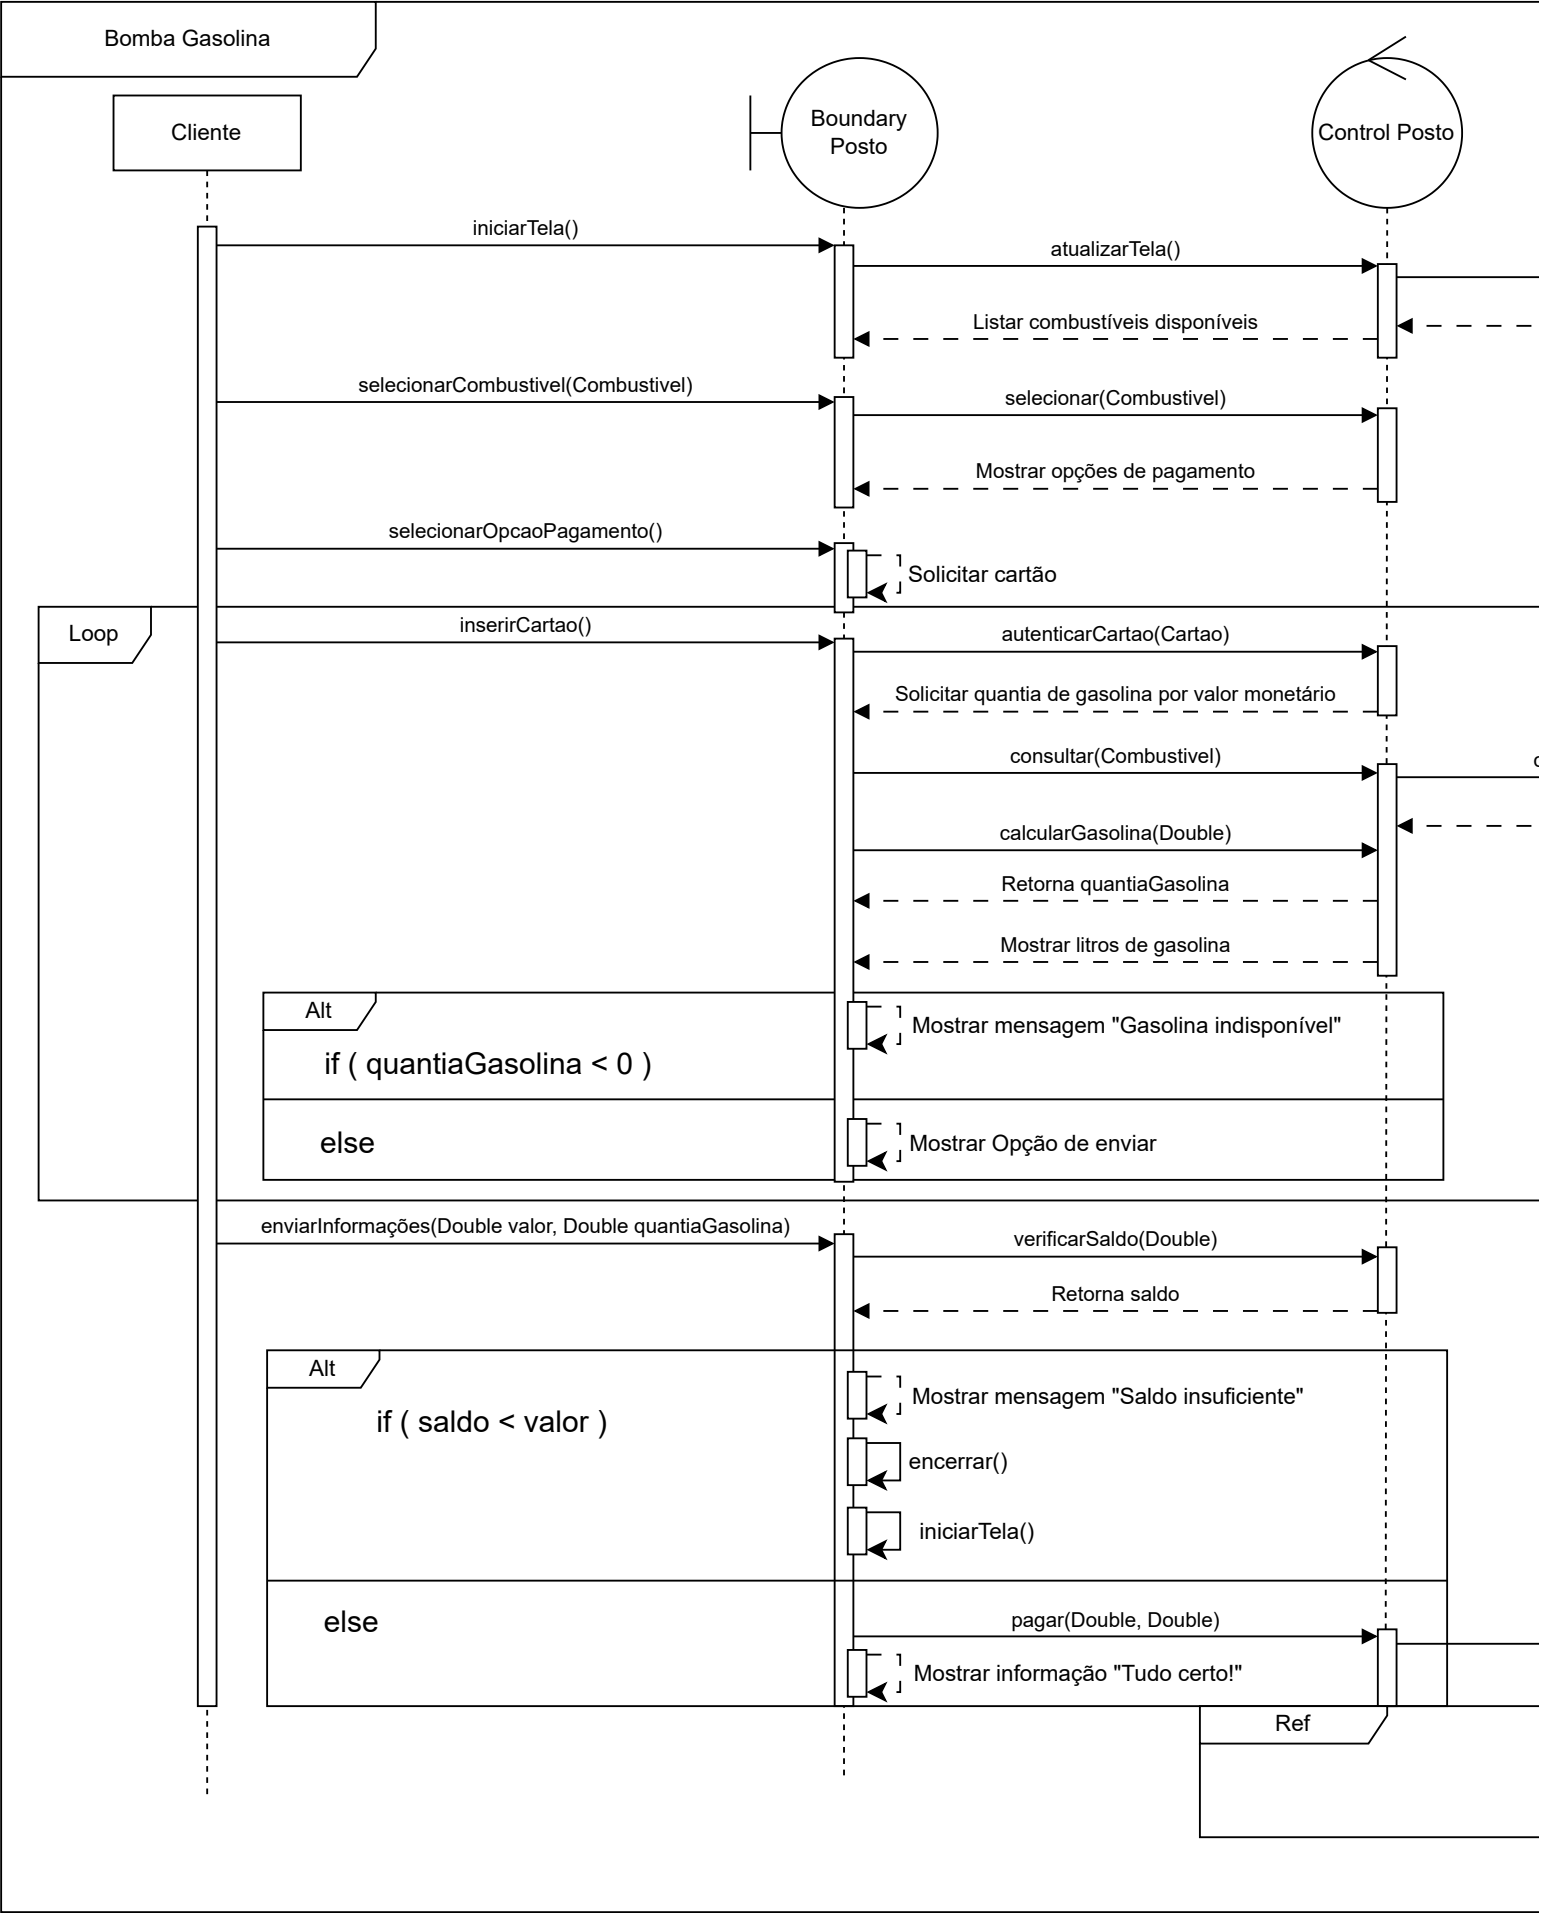 Bomba Gasolina
Cliente
Boundary
Posto
Control Posto
iniciarTela()
atualizarTela()
Listar combustíveis disponíveis
selecionarCombustivel(Combustivel)
selecionar(Combustivel)
Mostrar opções de pagamento
selecionarOpcaoPagamento()
Solicitar cartão
Loop
inserirCartao()
autenticarCartao(Cartao)
Solicitar quantia de gasolina por valor monetário
consultar(Combustivel)
calcularGasolina(Double)
Retorna quantiaGasolina
Mostrar litros de gasolina
Alt
Mostrar mensagem "Gasolina indisponível"
if ( quantiaGasolina < 0 )
else
Mostrar Opção de enviar
enviarInformações(Double valor, Double quantiaGasolina)
verificarSaldo(Double)
Retorna saldo
Alt
Mostrar mensagem "Saldo insuficiente"
if ( saldo < valor )
encerrar()
iniciarTela()
else
pagar(Double, Double)
Mostrar informação "Tudo certo!"
Ref